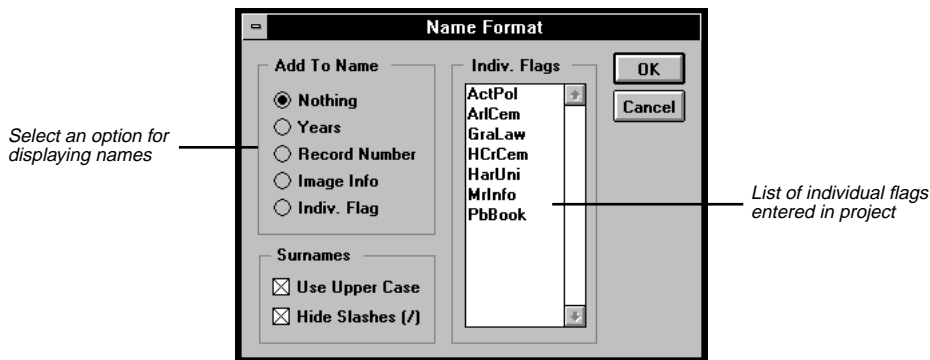 Name Format
Add To Name
Nothing
Years
Record Number
Image Info
Indiv. Flag
Surnames
Use Upper Case
Hide Slashes (/)
Indiv. Flags
ActPol
ArlCem
GraLaw
HCrCem
HarUni
MrInfo
PbBook
OK
Cancel
Select an option for
displaying names
List of individual flags
entered in project